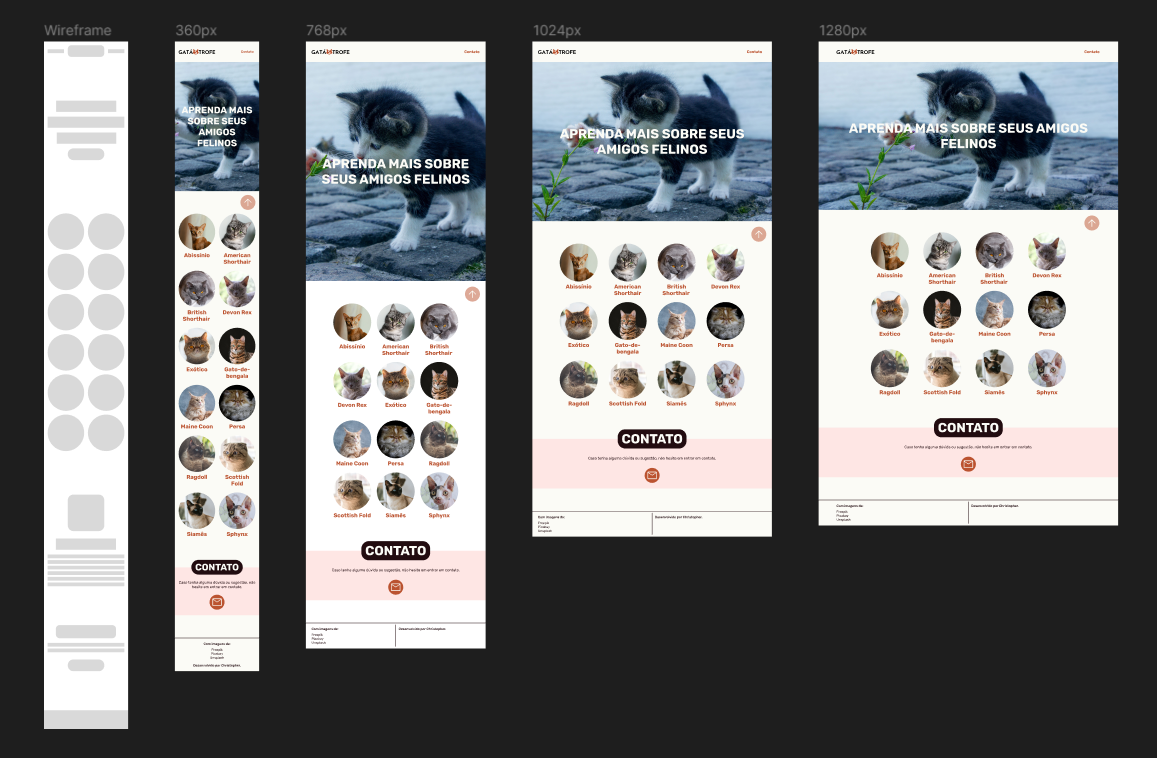 Wireframe
360px
768px
1024px
1280px
GATÁSTROFE
Contato
APRENDA MAIS
SOBRE SEUS
AMIGOS
FELINOS
Abissínio
American
Shorthair
British
Shorthair
Devon Rex
Exótico
Gato-de-
bengala
Maine Coon
Persa
Ragdoll
Scottish
Fold
Siamês
Sphynx
CONTATO
Caso tenha alguma dúvida ou sugestão, não
hesite em entrar em contato.
Com imagens de:
Freepik
Pixabay
Unsplash
Desenvolvido por Christopher.
GATÁSTROFE
Contato
APRENDA MAIS SOBRE
SEUS AMIGOS FELINOS
Abissínio
American
Shorthair
British
Shorthair
Devon Rex
Exótico
Gato-de-
bengala
Maine Coon
Persa
Ragdoll
Scottish Fold
Siamês
Sphynx
CONTATO
Caso tenha alguma dúvida ou sugestão, não hesite em entrar em contato.
Com imagens de:
Freepik
Pixabay
Unsplash
Desenvolvido por Christopher.
GATÁSTROFE
Contato
APRENDA MAIS SOBRE SEUS
AMIGOS FELINOS
Abissínio
American
Shorthair
British
Shorthair
Devon Rex
Exótico
Gato-de-
bengala
Maine Coon
Persa
Ragdoll
Scottish Fold
Siamês
Sphynx
CONTATO
Caso tenha alguma dúvida ou sugestão, não hesite em entrar em contato.
Com imagens de:
Freepik
Pixabay
Unsplash
Desenvolvido por Christopher.
GATÁSTROFE
Contato
APRENDA MAIS SOBRE SEUS AMIGOS
FELINOS
Abissínio
American
Shorthair
British
Shorthair
Devon Rex
Exótico
Gato-de-
bengala
Maine Coon
Persa
Ragdoll
Scottish Fold
Siamês
Sphynx
CONTATO
Caso tenha alguma dúvida ou sugestão, não hesite em entrar em contato.
Com imagens de:
Freepik
Pixabay
Unsplash
Desenvolvido por Christopher.